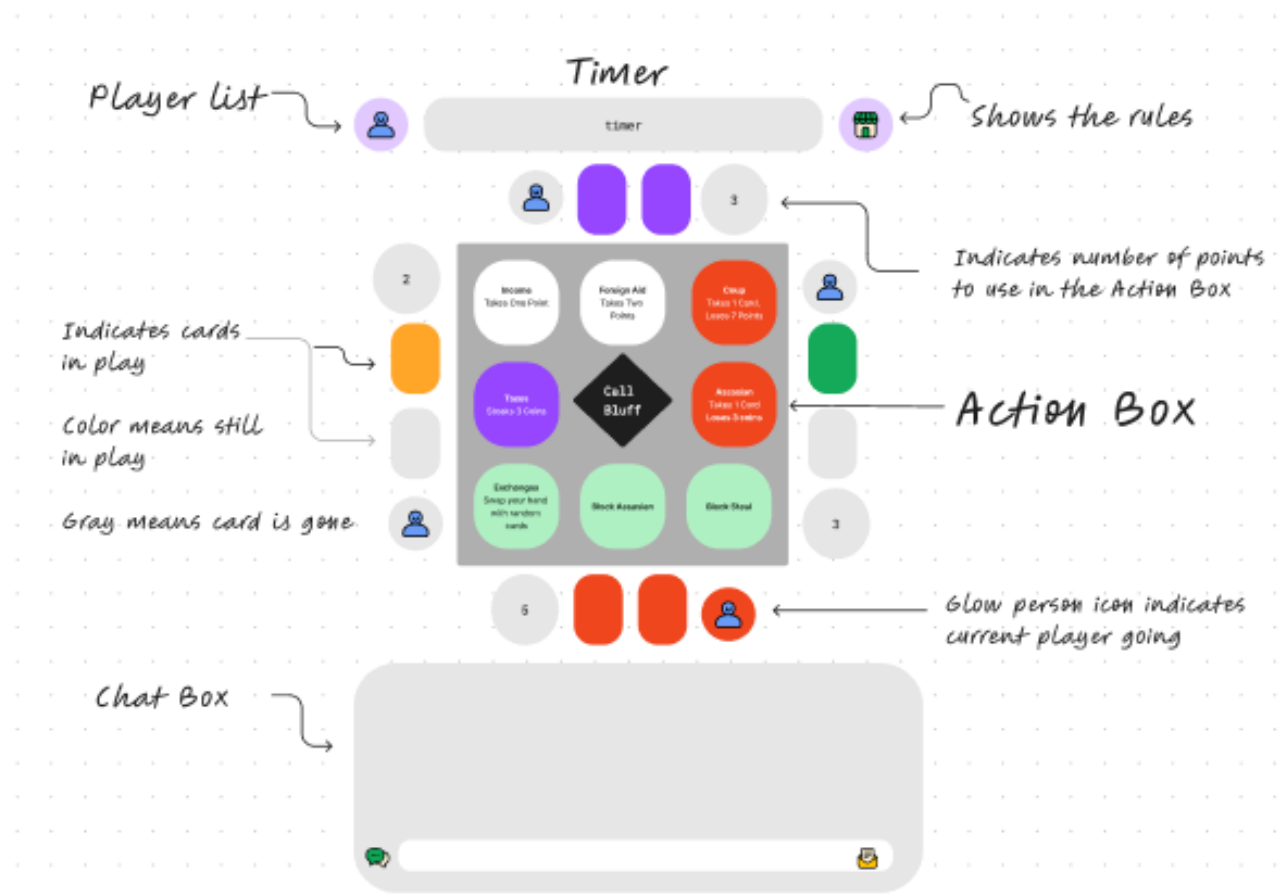 Timer
Player list
timer
Shows the rules
3
Indicates number of points
to use in the Action Box
2
Income
Takes One Point
Foreign Aid
Takes Two
Points
Coup
Takes 1 Card,
Loses 7 Points
Indicates cards
in play
Taxes
Steaks 3 Coins
Call
Bluff
Assasian
Takes 1 Card
Loses 3 coins
Action Box
Color means still
in play
Exchanges
Swap your hand
with random
cards
Block Assasian
Block Steal
Gray means card is gone
3
5
Glow person icon indicates
current player going
Chat Box